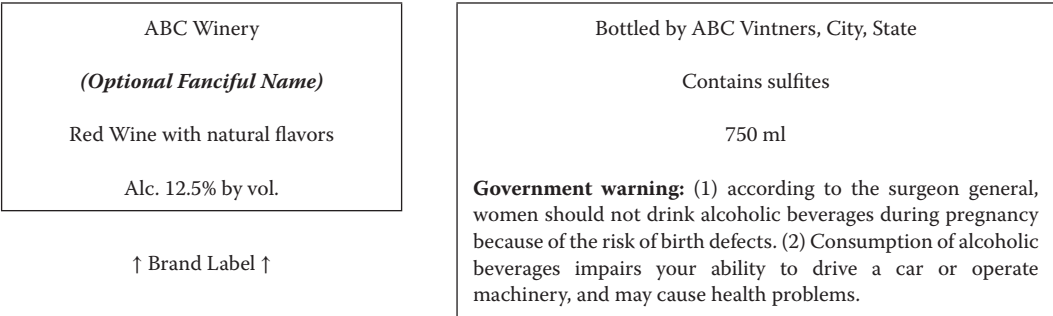 ABC Winery
(Optional Fanciful Name)
Red Wine with natural flavors
Alc. 12.5% by vol.
↑ Brand Label ↑
Bottled by ABC Vintners, City, State
Contains sulfites
750 ml
Government warning: (1) according to the surgeon general,
women should not drink alcoholic beverages during pregnancy
because of the risk of birth defects. (2) Consumption of alcoholic
beverages impairs your ability to drive a car or operate
machinery, and may cause health problems.